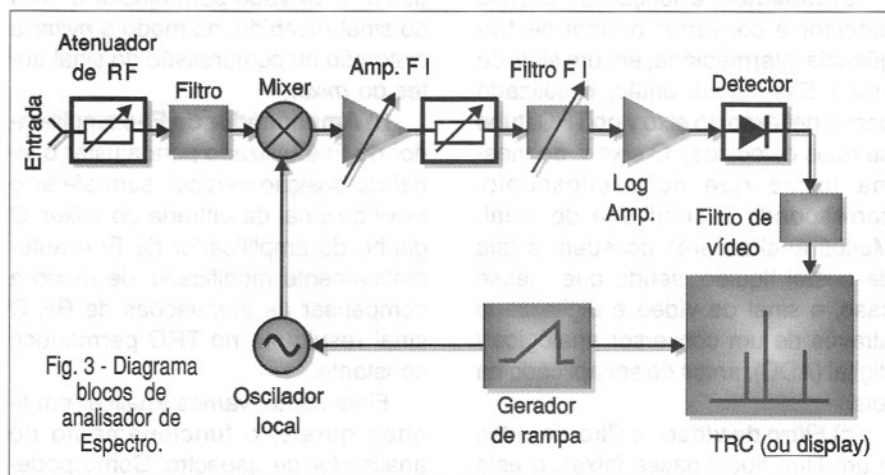 Atenuador
de RF
Filtro
Mixer
Amp. F I
Filtro F I
Detector
Entrada
Log
Amp.
Filtro de
vídeo
Fig. 3 - Diagrama
blocos de
analisador de
Espectro.
Oscilador
local
Gerador
de rampa
TRC (ou display)